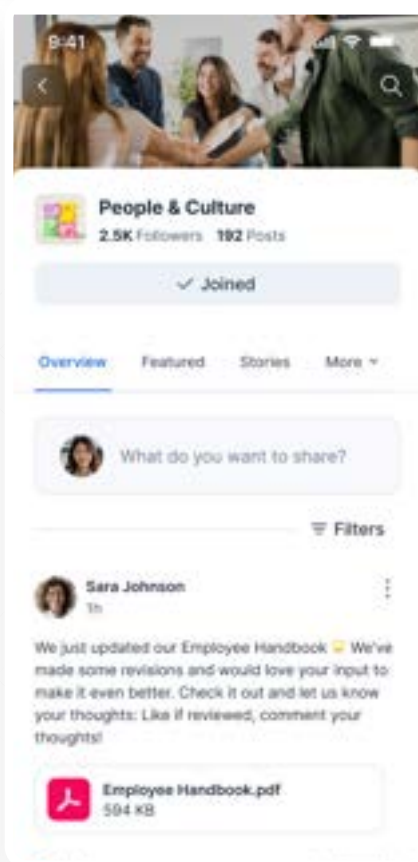 9:41
People & Culture
2.5K Followers 192 Posts
✓ Joined
Overview Featured Stories More
What do you want to share?
Filters
Sara Johnson
1h
We just updated our Employee Handbook We've
made some revisions and would love your input to
make it even better. Check it out and let us know
your thoughts: Like if reviewed, comment your
thoughts!
Employee Handbook.pdf
594 KB